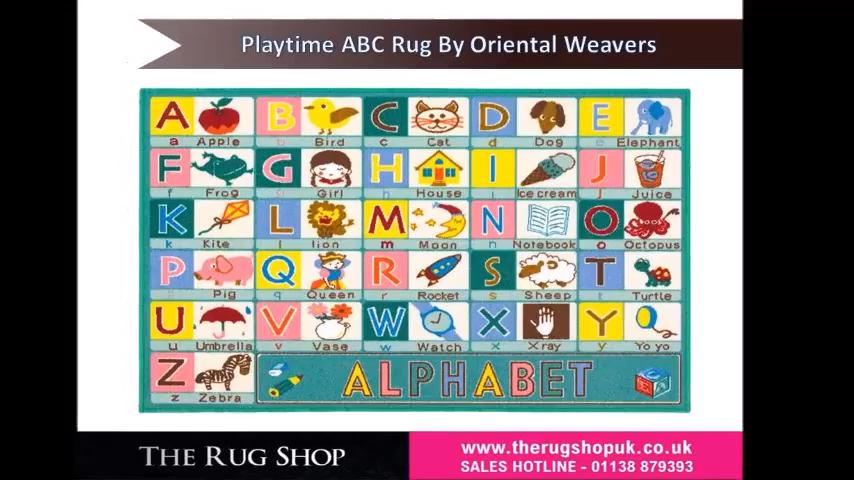 Playtime ABC Rug By Oriental Weavers
A B C D E
a Apple b Bird c Cat d Dog e Elephant
F G H I J
f Frog g Girl h House i Ice cream j Juice
K L M N O
k Kite l lion m Moon n Notebook o Octopus
P Q R S T
Pig q Queen r Rocket s Sheep t Turtle
U V W X Y
u Umbrella v Vase w Watch x X ray y Yo yo
Z ALPHABET
z Zebra
THE RUG SHOP
www.therugshopuk.co.uk
SALES HOTLINE - 01138 879393